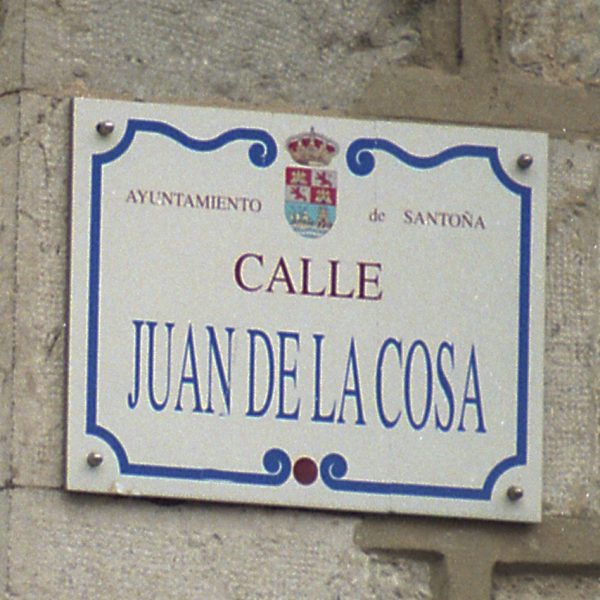 AYUNTAMIENTO de SANTOÑA
CALLE
JUAN DE LA COSA